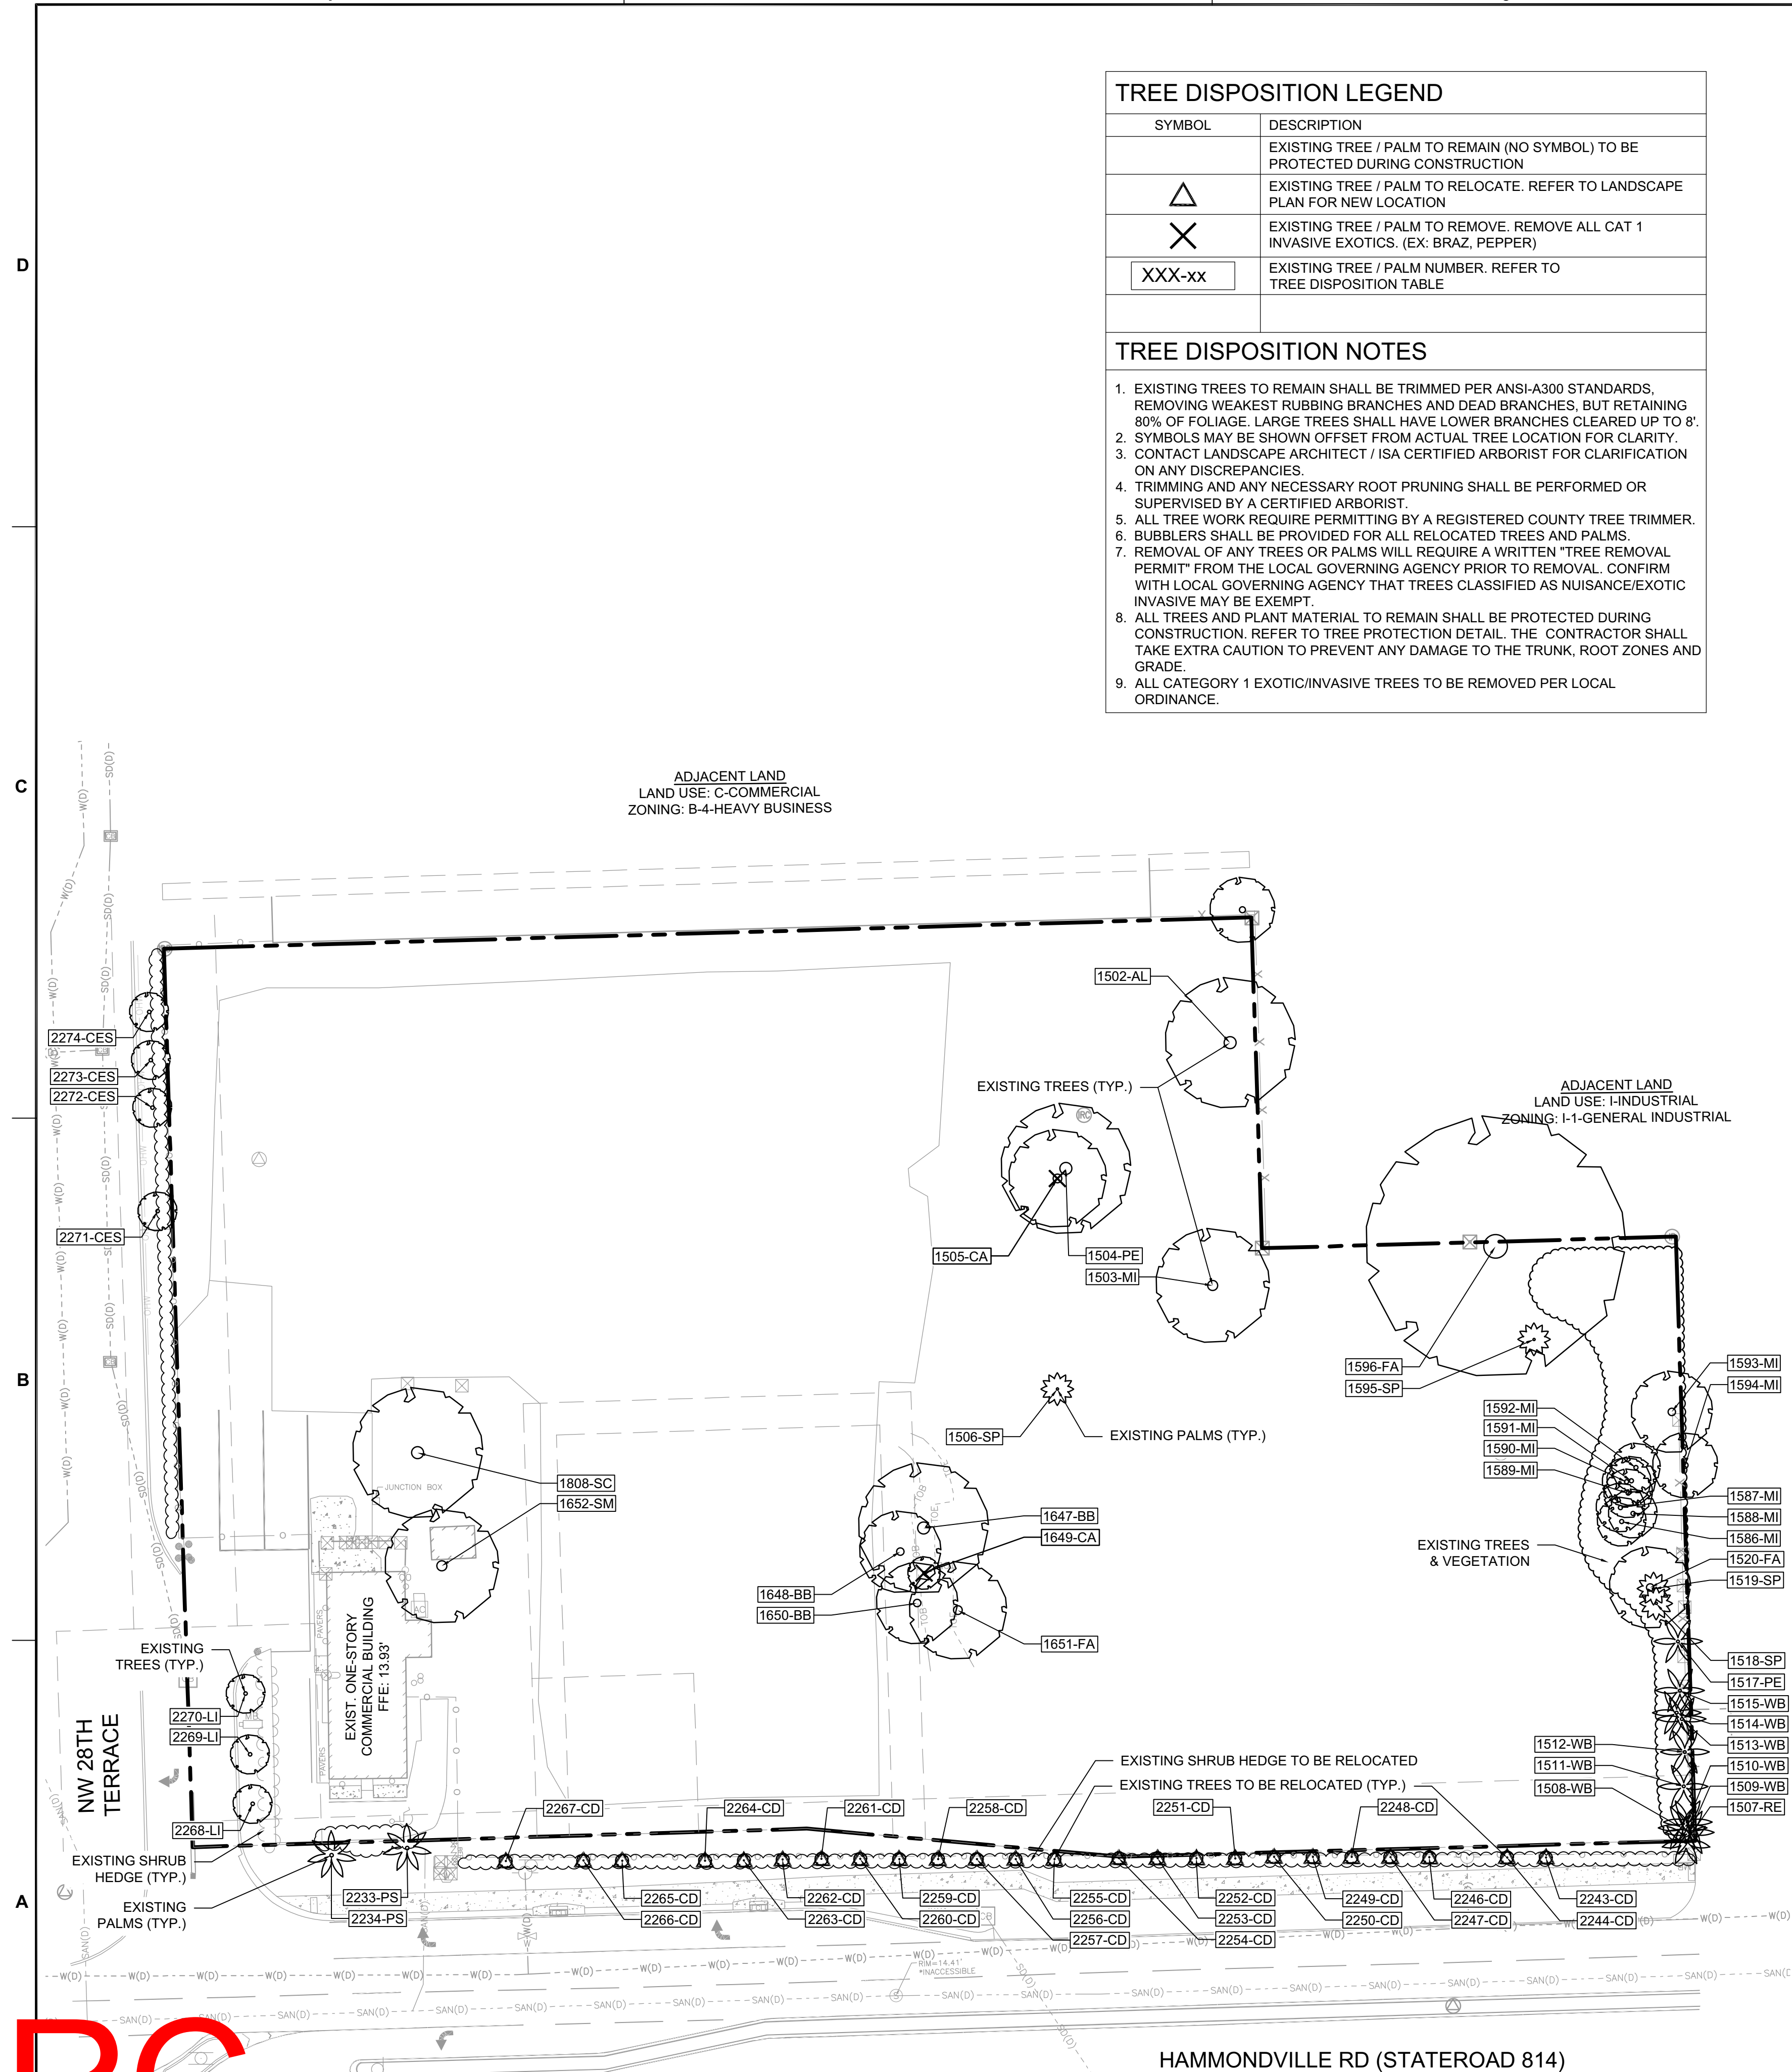 TREE DISPOSITION LEGEND
SYMBOL
DESCRIPTION
EXISTING TREE / PALM TO REMAIN (NO SYMBOL) TO BE
PROTECTED DURING CONSTRUCTION
EXISTING TREE / PALM TO RELOCATE. REFER TO LANDSCAPE
PLAN FOR NEW LOCATION
EXISTING TREE / PALM TO REMOVE. REMOVE ALL CAT 1
INVASIVE EXOTICS. (EX: BRAZ, PEPPER)
XXX-xx
EXISTING TREE / PALM NUMBER. REFER TO
TREE DISPOSITION TABLE
TREE DISPOSITION NOTES
1. EXISTING TREES TO REMAIN SHALL BE TRIMMED PER ANSI-A300 STANDARDS,
REMOVING WEAKEST RUBBING BRANCHES AND DEAD BRANCHES, BUT RETAINING
80% OF FOLIAGE. LARGE TREES SHALL HAVE LOWER BRANCHES CLEARED UP TO 8'.
2. SYMBOLS MAY BE SHOWN OFFSET FROM ACTUAL TREE LOCATION FOR CLARITY.
3. CONTACT LANDSCAPE ARCHITECT / ISA CERTIFIED ARBORIST FOR CLARIFICATION
ON ANY DISCREPANCIES.
4. TRIMMING AND ANY NECESSARY ROOT PRUNING SHALL BE PERFORMED OR
SUPERVISED BY A CERTIFIED ARBORIST.
5. ALL TREE WORK REQUIRE PERMITTING BY A REGISTERED COUNTY TREE TRIMMER.
6. BUBBLERS SHALL BE PROVIDED FOR ALL RELOCATED TREES AND PALMS.
7. REMOVAL OF ANY TREES OR PALMS WILL REQUIRE A WRITTEN "TREE REMOVAL
PERMIT" FROM THE LOCAL GOVERNING AGENCY PRIOR TO REMOVAL. CONFIRM
WITH LOCAL GOVERNING AGENCY THAT TREES CLASSIFIED AS NUISANCE/EXOTIC
INVASIVE MAY BE EXEMPT.
8. ALL TREES AND PLANT MATERIAL TO REMAIN SHALL BE PROTECTED DURING
CONSTRUCTION. REFER TO TREE PROTECTION DETAIL. THE CONTRACTOR SHALL
TAKE EXTRA CAUTION TO PREVENT ANY DAMAGE TO THE TRUNK, ROOT ZONES AND
GRADE.
9. ALL CATEGORY 1 EXOTIC/INVASIVE TREES TO BE REMOVED PER LOCAL
ORDINANCE.
D
C
B
A
ADJACENT LAND
LAND USE: C-COMMERCIAL
ZONING: B-4-HEAVY BUSINESS
ADJACENT LAND
LAND USE: I-INDUSTRIAL
ZONING: I-1-GENERAL INDUSTRIAL
1502-AL
EXISTING TREES (TYP.)
2274-CES
2273-CES
2272-CES
2271-CES
1505-CA
1504-PE
1503-MI
1596-FA
1595-SP
1593-MI
1594-MI
1592-MI
1591-MI
1590-MI
1589-MI
1506-SP
EXISTING PALMS (TYP.)
1808-SC
1652-SM
JUNCTION BOX
1647-BB
1649-CA
1648-BB
1650-BB
1651-FA
TOB
TOE
TOB
TOB
1587-MI
1588-MI
1586-MI
1520-FA
1519-SP
EXISTING TREES
& VEGETATION
1518-SP
1517-PE
1515-WB
1514-WB
1513-WB
1510-WB
1509-WB
1507-RE
1512-WB
1511-WB
1508-WB
EXISTING
TREES (TYP.)
2270-LI
2269-LI
2268-LI
NW 28TH
TERRACE
PAVERS
PAVERS
EXIST. ONE-STORY
COMMERCIAL BUILDING
FFE: 13.93'
EXISTING SHRUB HEDGE TO BE RELOCATED
EXISTING TREES TO BE RELOCATED (TYP.)
2267-CD
2264-CD
2261-CD
2258-CD
2251-CD
2248-CD
EXISTING SHRUB
HEDGE (TYP.)
EXISTING
PALMS (TYP.)
2233-PS
2234-PS
2265-CD
2266-CD
2262-CD
2263-CD
2259-CD
2260-CD
2255-CD
2256-CD
2257-CD
2252-CD
2253-CD
2254-CD
2249-CD
2250-CD
2246-CD
2247-CD
2243-CD
2244-CD
RIM=14.41'
*INACCESSIBLE
W(D) W(D) W(D) W(D) W(D) W(D) W(D) W(D) W(D) W(D) W(D)
SAN(D) SAN(D) SAN(D) SAN(D) SAN(D) SAN(D) SAN(D) SAN(D) SAN(D)
HAMMONDVILLE RD (STATEROAD 814)